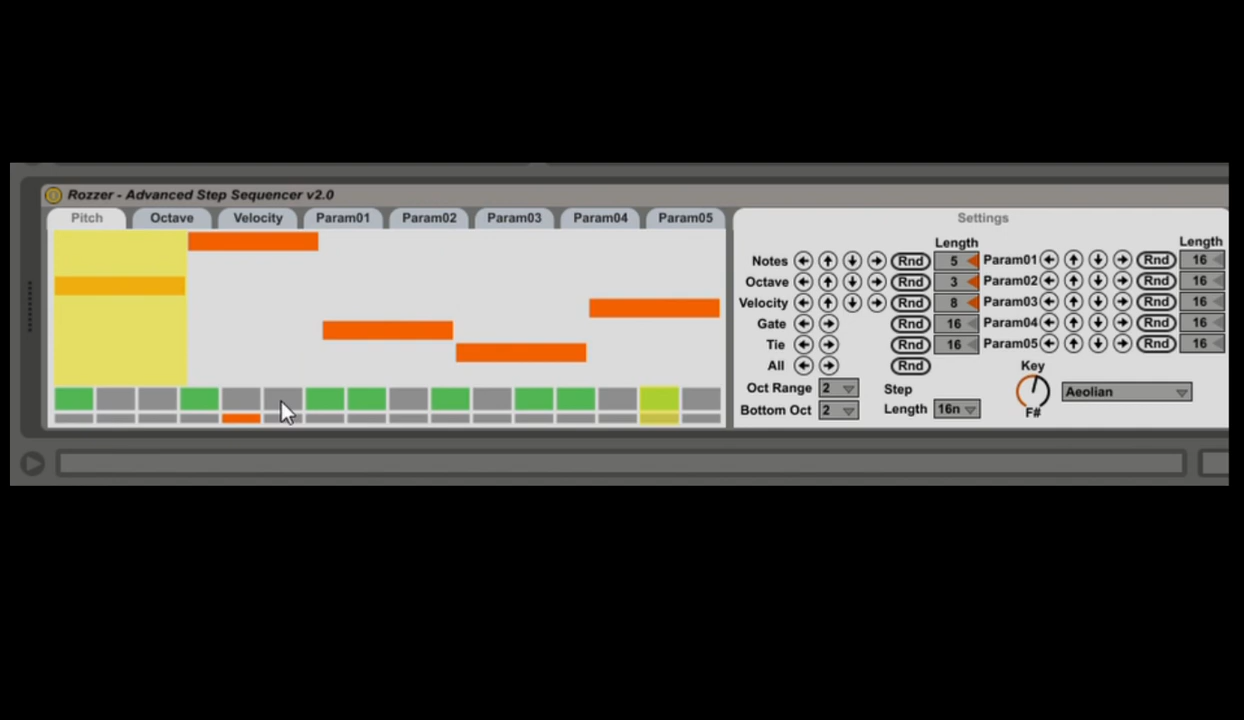 Rozzer - Advanced Step Sequencer v2.0
Pitch Octave Velocity Param01 Param02 Param03 Param04 Param05
Settings
Length Length
Notes Rnd 5 Param01 Rnd 16
Octave Rnd 3 Param02 Rnd 16
Velocity Rnd 8 Param03 Rnd 16
Gate Rnd 16 Param04 Rnd 16
Tie Rnd 16 Param05 Rnd 16
All Rnd Key
Oct Range 2 Step Aeolian
Bottom Oct 2 Length 16n F#